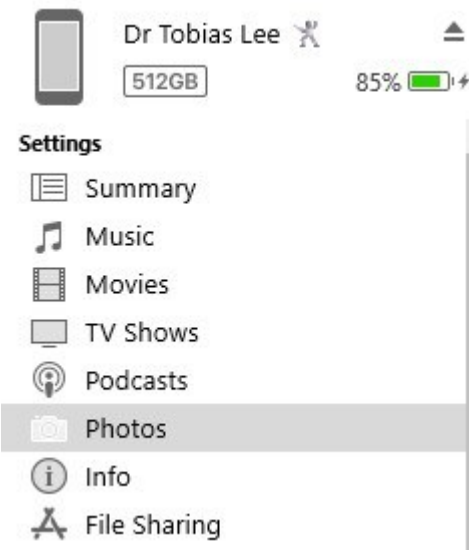 Dr Tobias Lee
512GB
85%
Settings
Summary
Music
Movies
TV Shows
Podcasts
Photos
Info
File Sharing